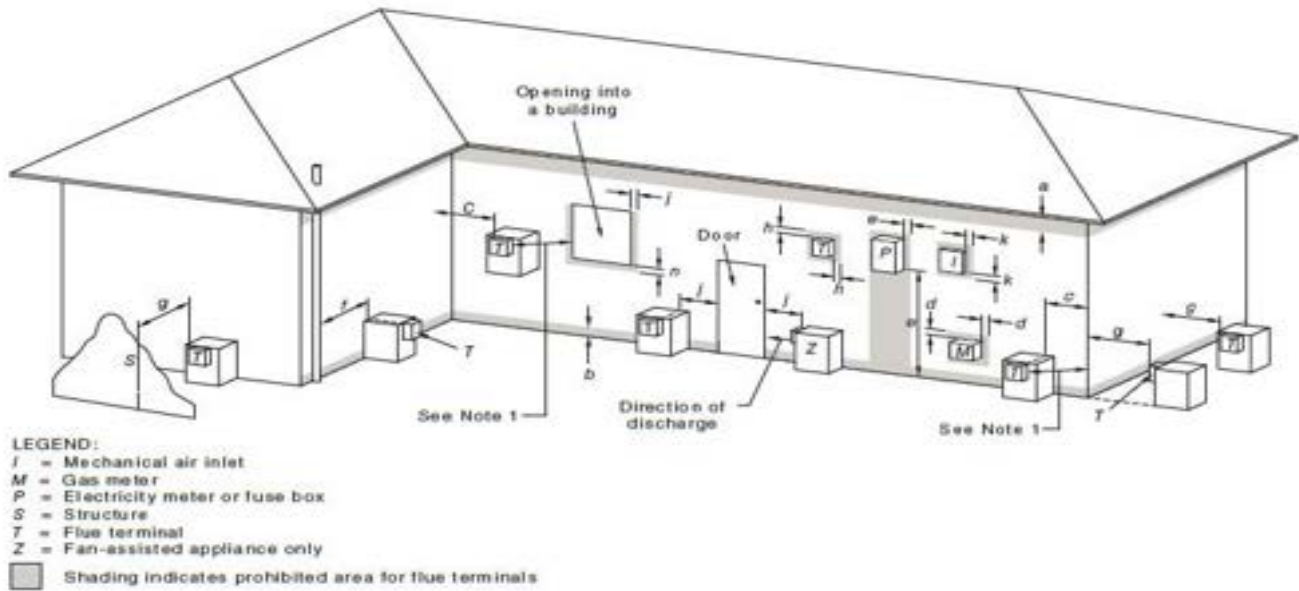 Opening into
a building
a
c
j
e
k
h
T
T
P
I
Door
k
n
h
g
f
j
j
d
e
d
c
g
c
S
T
T
Z
M
T
T
T
b
T
See Note 1
Direction of
discharge
See Note 1
LEGEND:
I = Mechanical air inlet
M = Gas meter
P = Electricity meter or fuse box
S = Structure
T = Flue terminal
Z = Fan-assisted appliance only
Shading indicates prohibited area for flue terminals